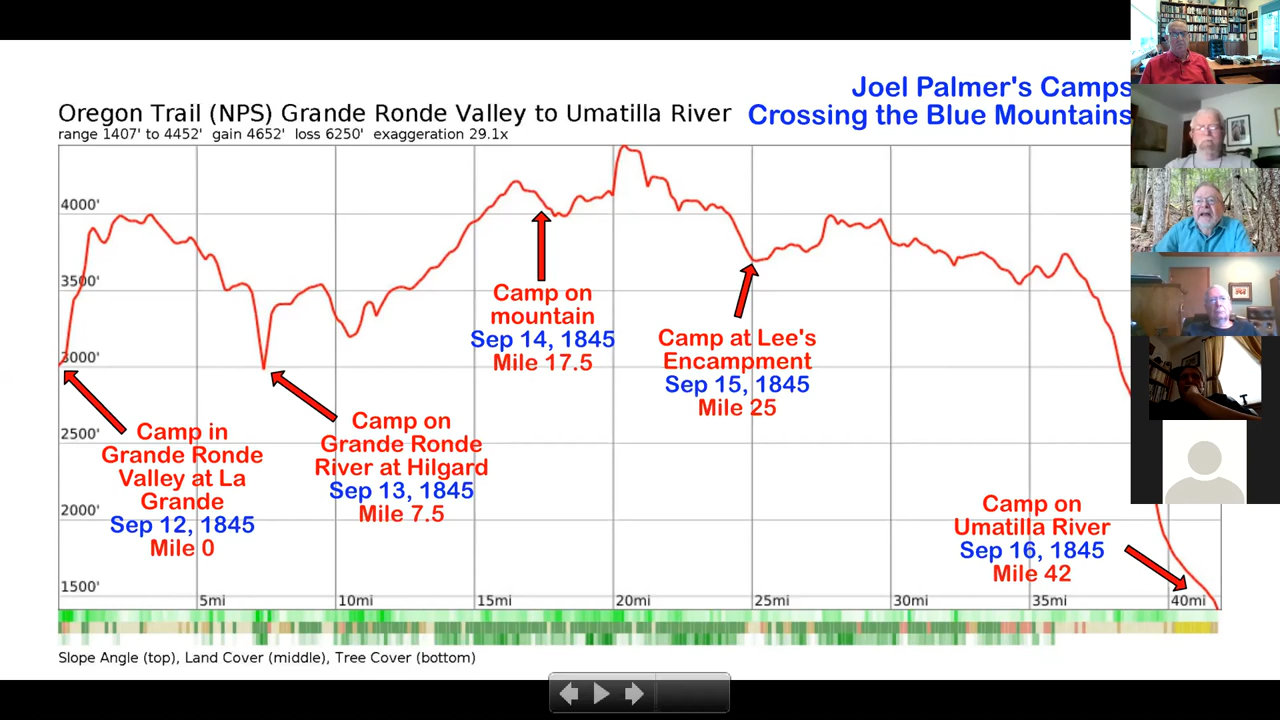 Joel Palmer's Camps
Crossing the Blue Mountains
Oregon Trail (NPS) Grande Ronde Valley to Umatilla River
range 1407' to 4452'  gain 4652'  loss 6250'  exaggeration 29.1x
4000'
3500'
3000'
2500'
2000'
1500'
Camp in
Grande Ronde
Valley at La
Grande
Sep 12, 1845
Mile 0
Camp on
Grande Ronde
River at Hilgard
Sep 13, 1845
Mile 7.5
Camp on
mountain
Sep 14, 1845
Mile 17.5
Camp at Lee's
Encampment
Sep 15, 1845
Mile 25
Camp on
Umatilla River
Sep 16, 1845
Mile 42
5mi 10mi 15mi 20mi 25mi 30mi 35mi 40mi
Slope Angle (top), Land Cover (middle), Tree Cover (bottom)